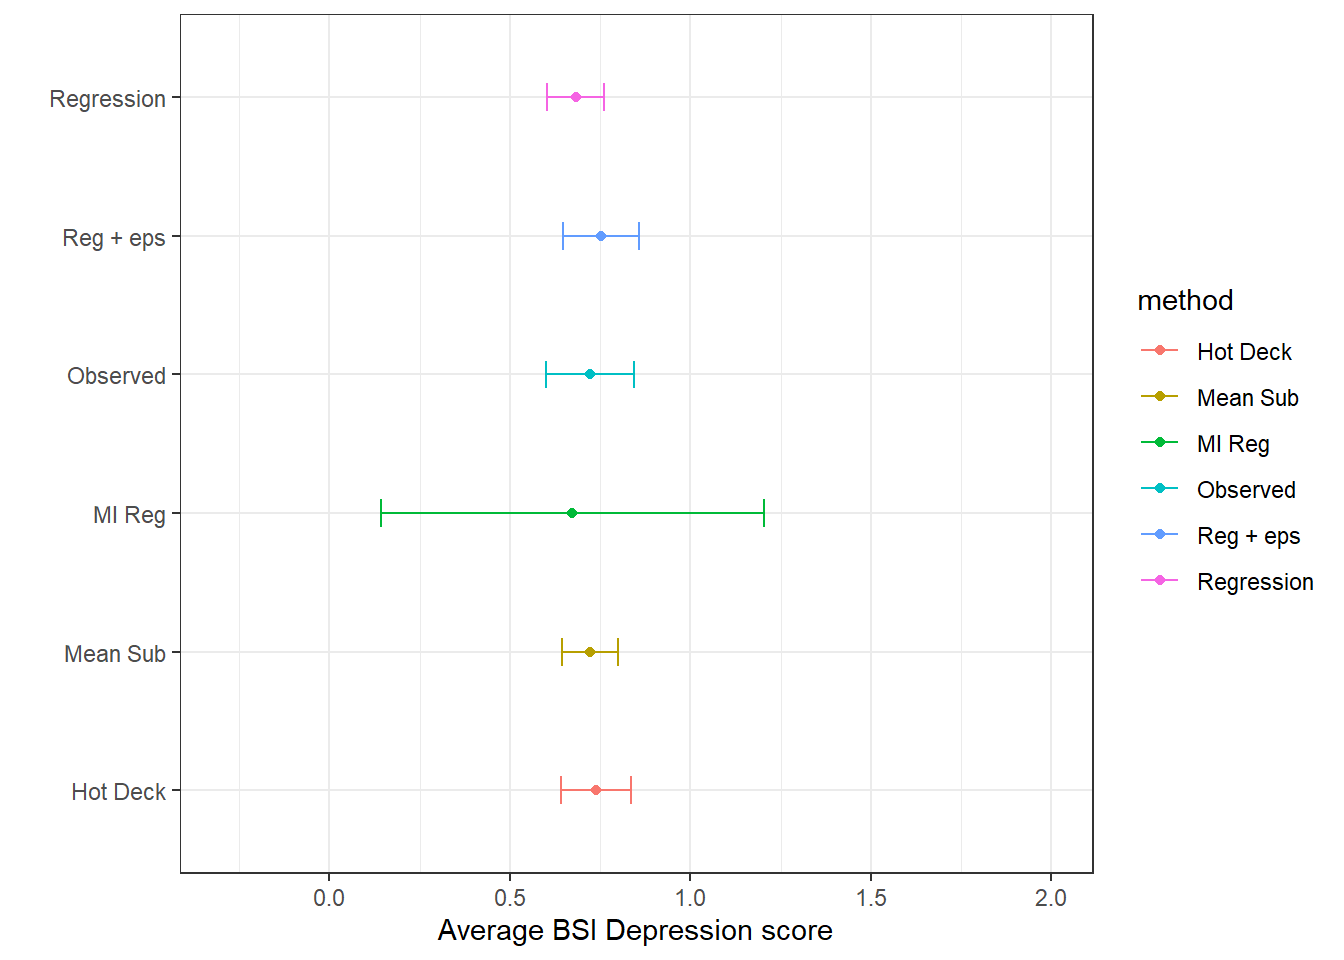 Regression
Reg + eps
Observed
MI Reg
Mean Sub
Hot Deck
0.0 0.5 1.0 1.5 2.0
Average BSI Depression score
method
Hot Deck
Mean Sub
MI Reg
Observed
Reg + eps
Regression